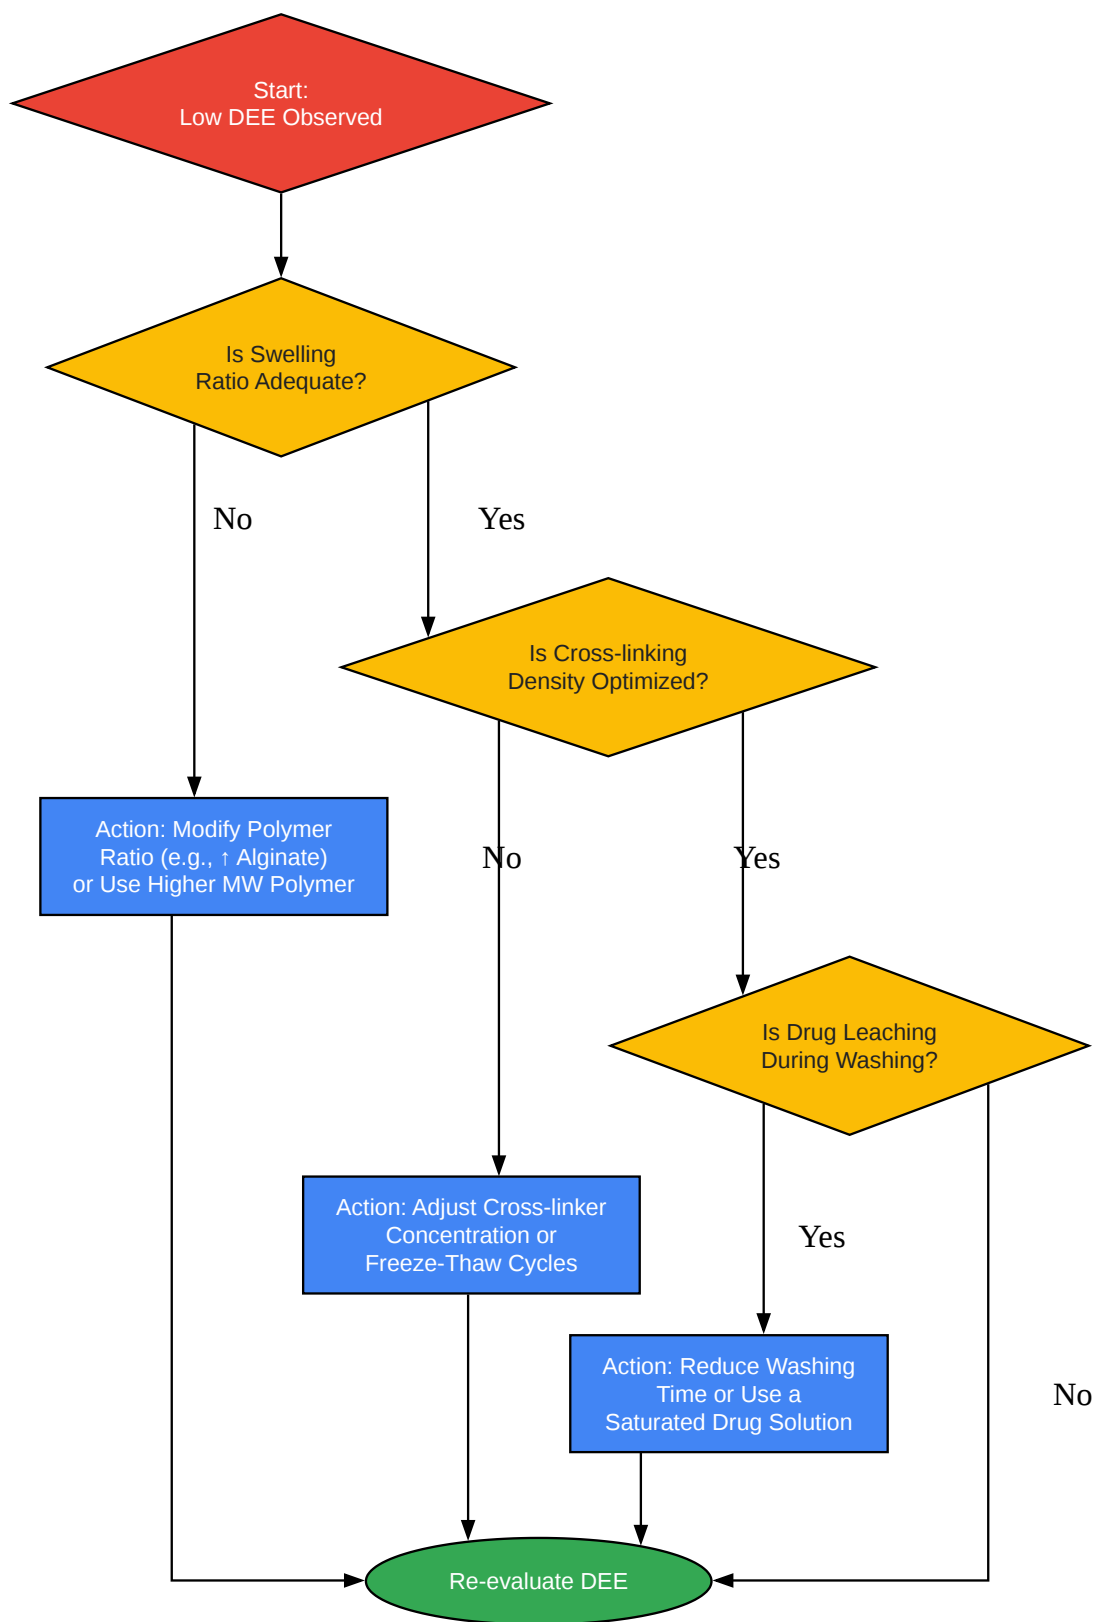 Start:
Low DEE Observed
Is Swelling
Ratio Adequate?
No
Yes
Is Cross-linking
Density Optimized?
Action: Modify Polymer
Ratio (e.g., ↑ Alginate)
or Use Higher MW Polymer
No
Yes
Is Drug Leaching
During Washing?
Action: Adjust Cross-linker
Concentration or
Freeze-Thaw Cycles
Yes
Action: Reduce Washing
Time or Use a
Saturated Drug Solution
No
Re-evaluate DEE